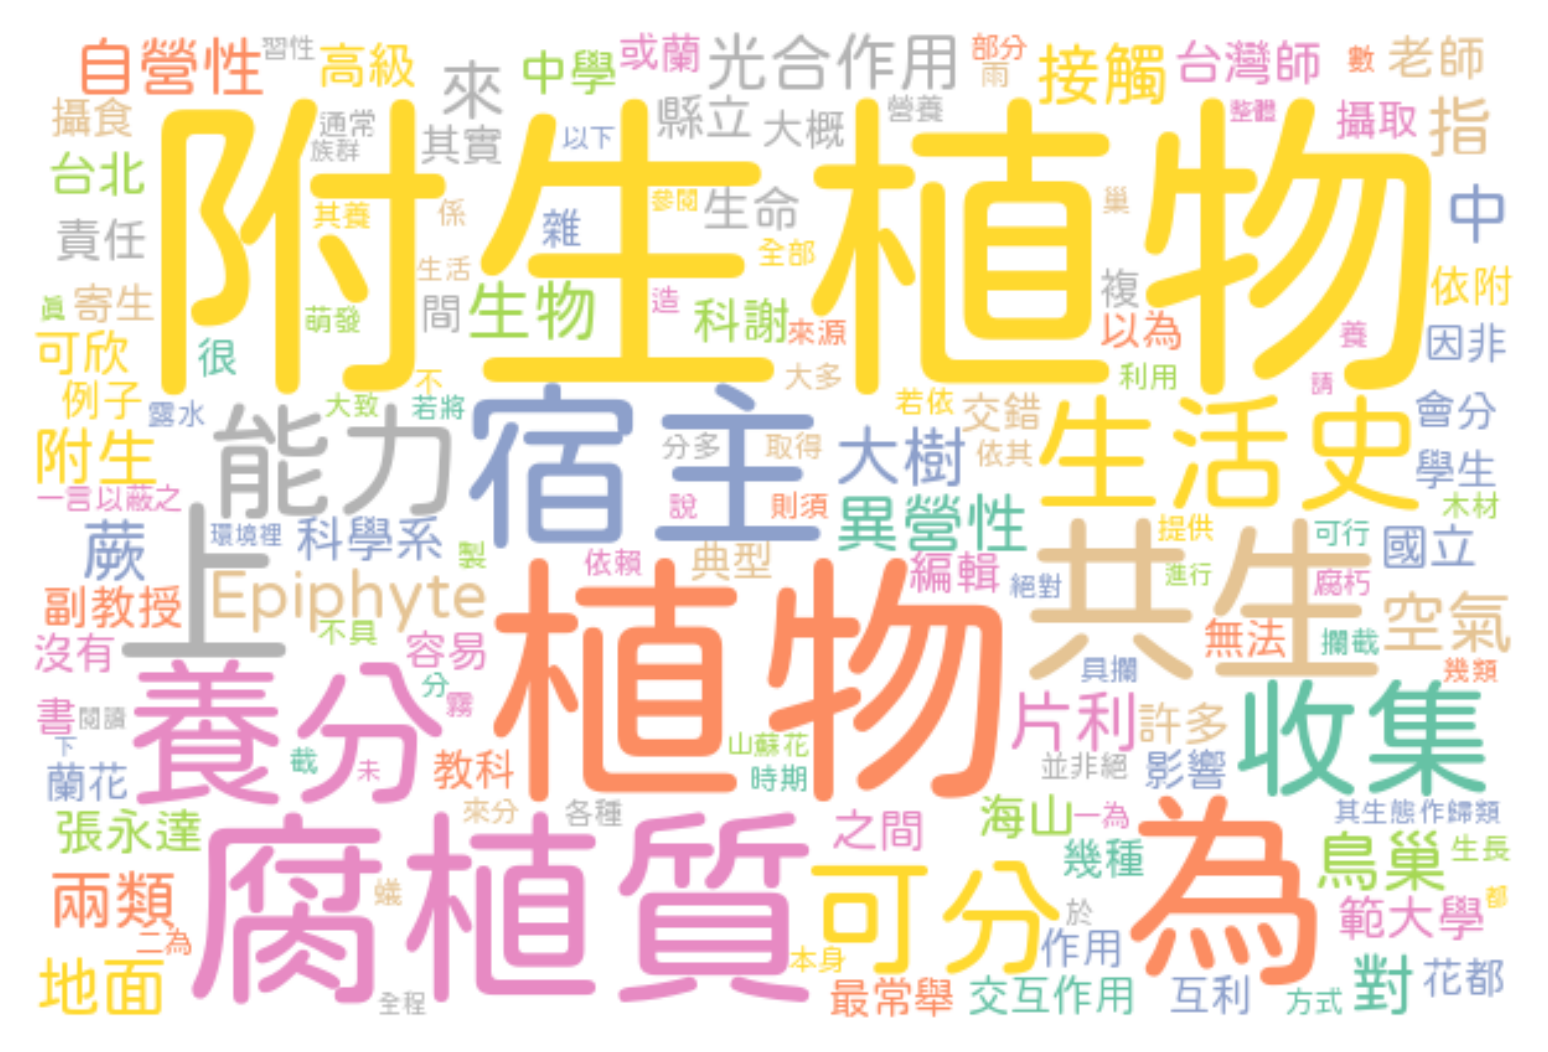 自營性 習性 高級 來 中學 或蘭 光合作用 部分 雨 接觸 台灣師 數 老師
攝食 通常 族群 其實 以下 縣立 大概 營養 整體 攝取 指
附生植物
台北 其養 係 雜 參閱 生命 巢 中
責任 生活 全部 複 依附
眞 寄生 萌發 間 生物 造 科謝 來源 以為 養 因非
可欣 很 不 大多 利用 請
例子 露水 大致 若將 若依 交錯 會分
附生 能力 宿主 分多 取得 大樹 依其 生活史 學生
一言以蔽之 說 則須 異營性 木材
蕨 上 環境裡 科學系 製 依賴 典型 編輯 絕對 共生 提供 進行 可行 國立
副教授 Epiphyte 不具 植物 無法 腐朽 攔截 空氣
沒有 容易 具攔 幾類
書 閱讀 養分 分 霧 片利 許多 收集
下 蘭花 截 未 教科 山蘇花 時期 並非絕 影響
張永達 來分 各種 之間 海山 一為 其生態作歸類
腐植質 可分 為 幾種 鳥巢 生長
兩類 二為 蟻 於 作用 範大學 都
地面 全程 本身 最常舉 交互作用 互利 方式 對 花都